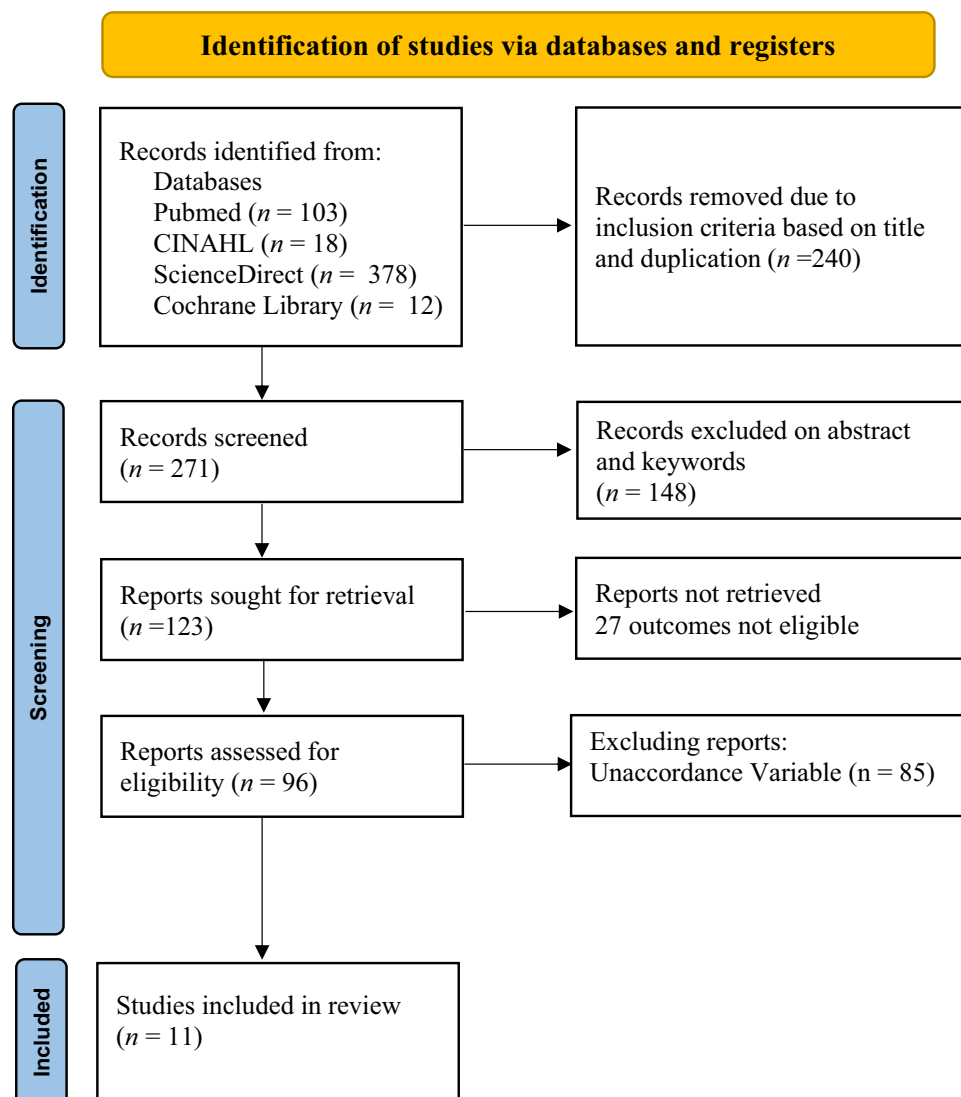 Identification of studies via databases and registers
Identification
Records identified from:
Databases
Pubmed (n = 103)
CINAHL (n = 18)
ScienceDirect (n = 378)
Cochrane Library (n = 12)
Records removed due to
inclusion criteria based on title
and duplication (n =240)
Screening
Records screened
(n = 271)
Records excluded on abstract
and keywords
(n = 148)
Reports sought for retrieval
(n =123)
Reports not retrieved
27 outcomes not eligible
Reports assessed for
eligibility (n = 96)
Excluding reports:
Unaccordance Variable (n = 85)
Included
Studies included in review
(n = 11)